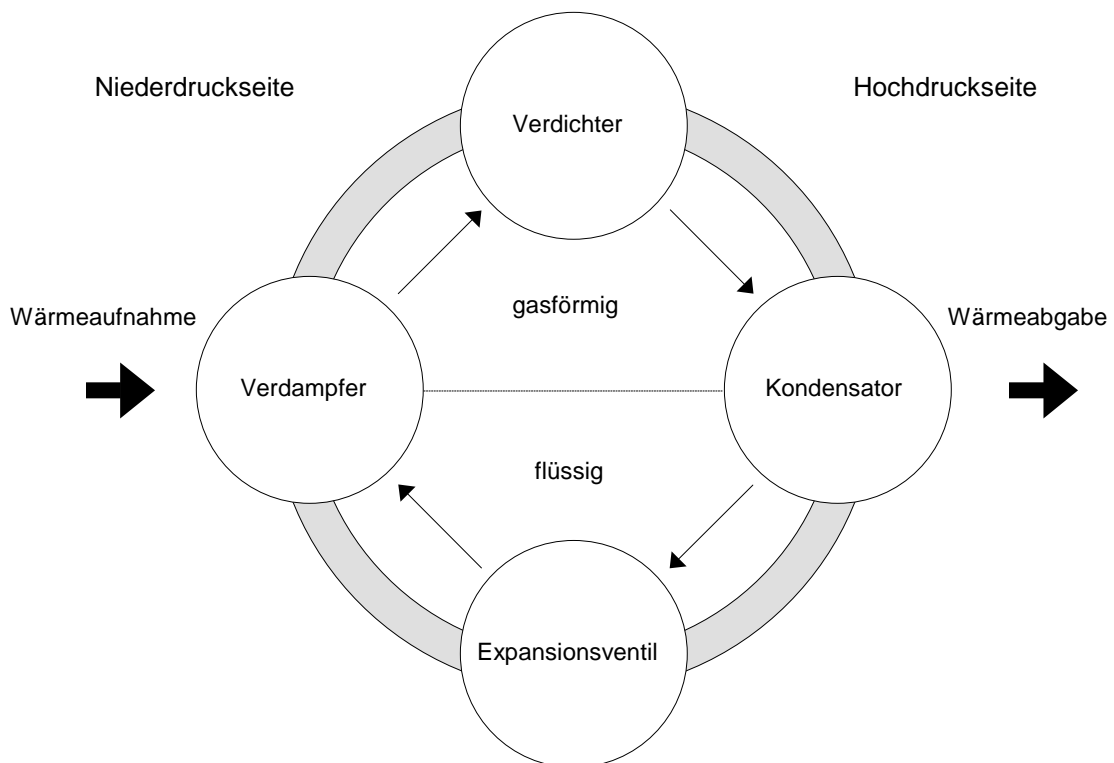 Niederdruckseite
Hochdruckseite
Verdichter
gasförmig
Wärmeaufnahme
Wärmeabgabe
Verdampfer
Kondensator
flüssig
Expansionsventil